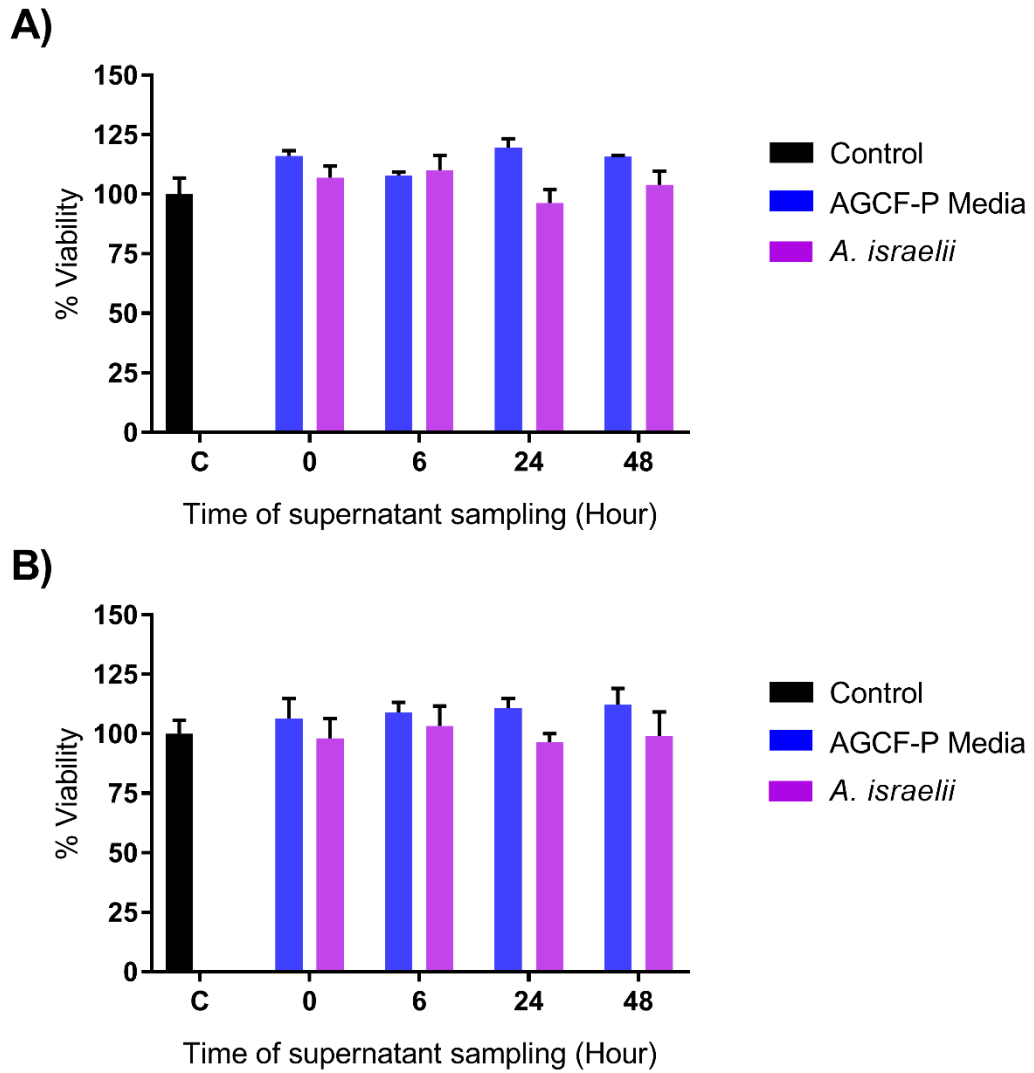 A)
150
125
100
75
50
25
0
% Viability
C 0 6 24 48
Time of supernatant sampling (Hour)
Control
AGCF-P Media
A. israelii
B)
150
125
100
75
50
25
0
% Viability
C 0 6 24 48
Time of supernatant sampling (Hour)
Control
AGCF-P Media
A. israelii